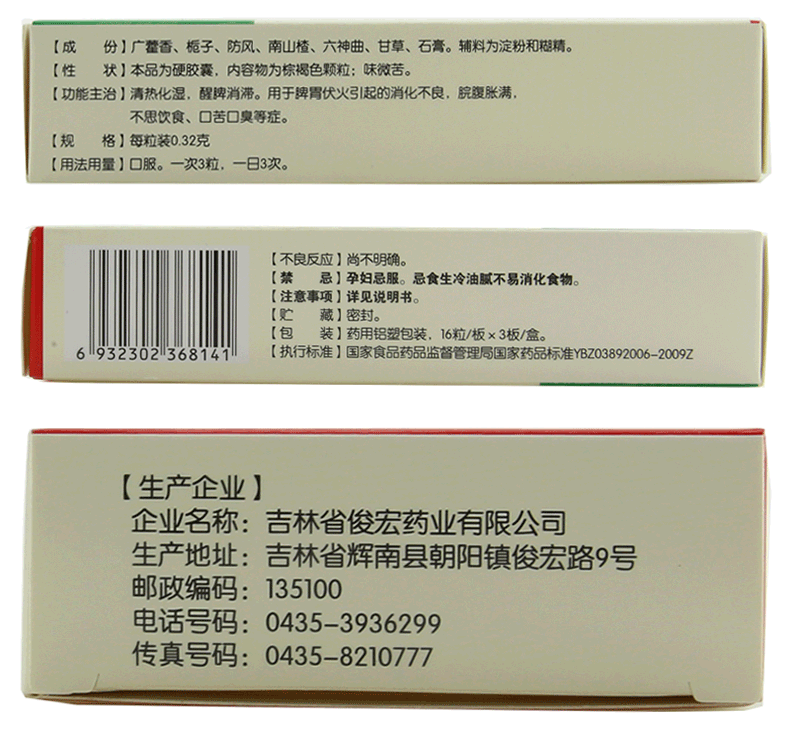 【成　份】广藿香、栀子、防风、南山楂、六神曲、甘草、石膏。辅料为淀粉和糊精。
【性　状】本品为硬胶囊，内容物为棕褐色颗粒；味微苦。
【功能主治】清热化湿，醒脾消滞。用于脾胃伏火引起的消化不良，脘腹胀满，
不思饮食、口苦口臭等症。
【规　格】每粒装0.32克
【用法用量】口服。一次3粒，一日3次。
【不良反应】尚不明确。
【禁　忌】孕妇忌服。忌食生冷油腻不易消化食物。
【注意事项】详见说明书。
【贮　藏】密封。
【包　装】药用铝塑包装，16粒/板×3板/盒。
【执行标准】国家食品药品监督管理局国家药品标准YBZ03892006-2009Z
6 932302 368141
【生产企业】
企业名称：吉林省俊宏药业有限公司
生产地址：吉林省辉南县朝阳镇俊宏路9号
邮政编码：135100
电话号码：0435-3936299
传真号码：0435-8210777